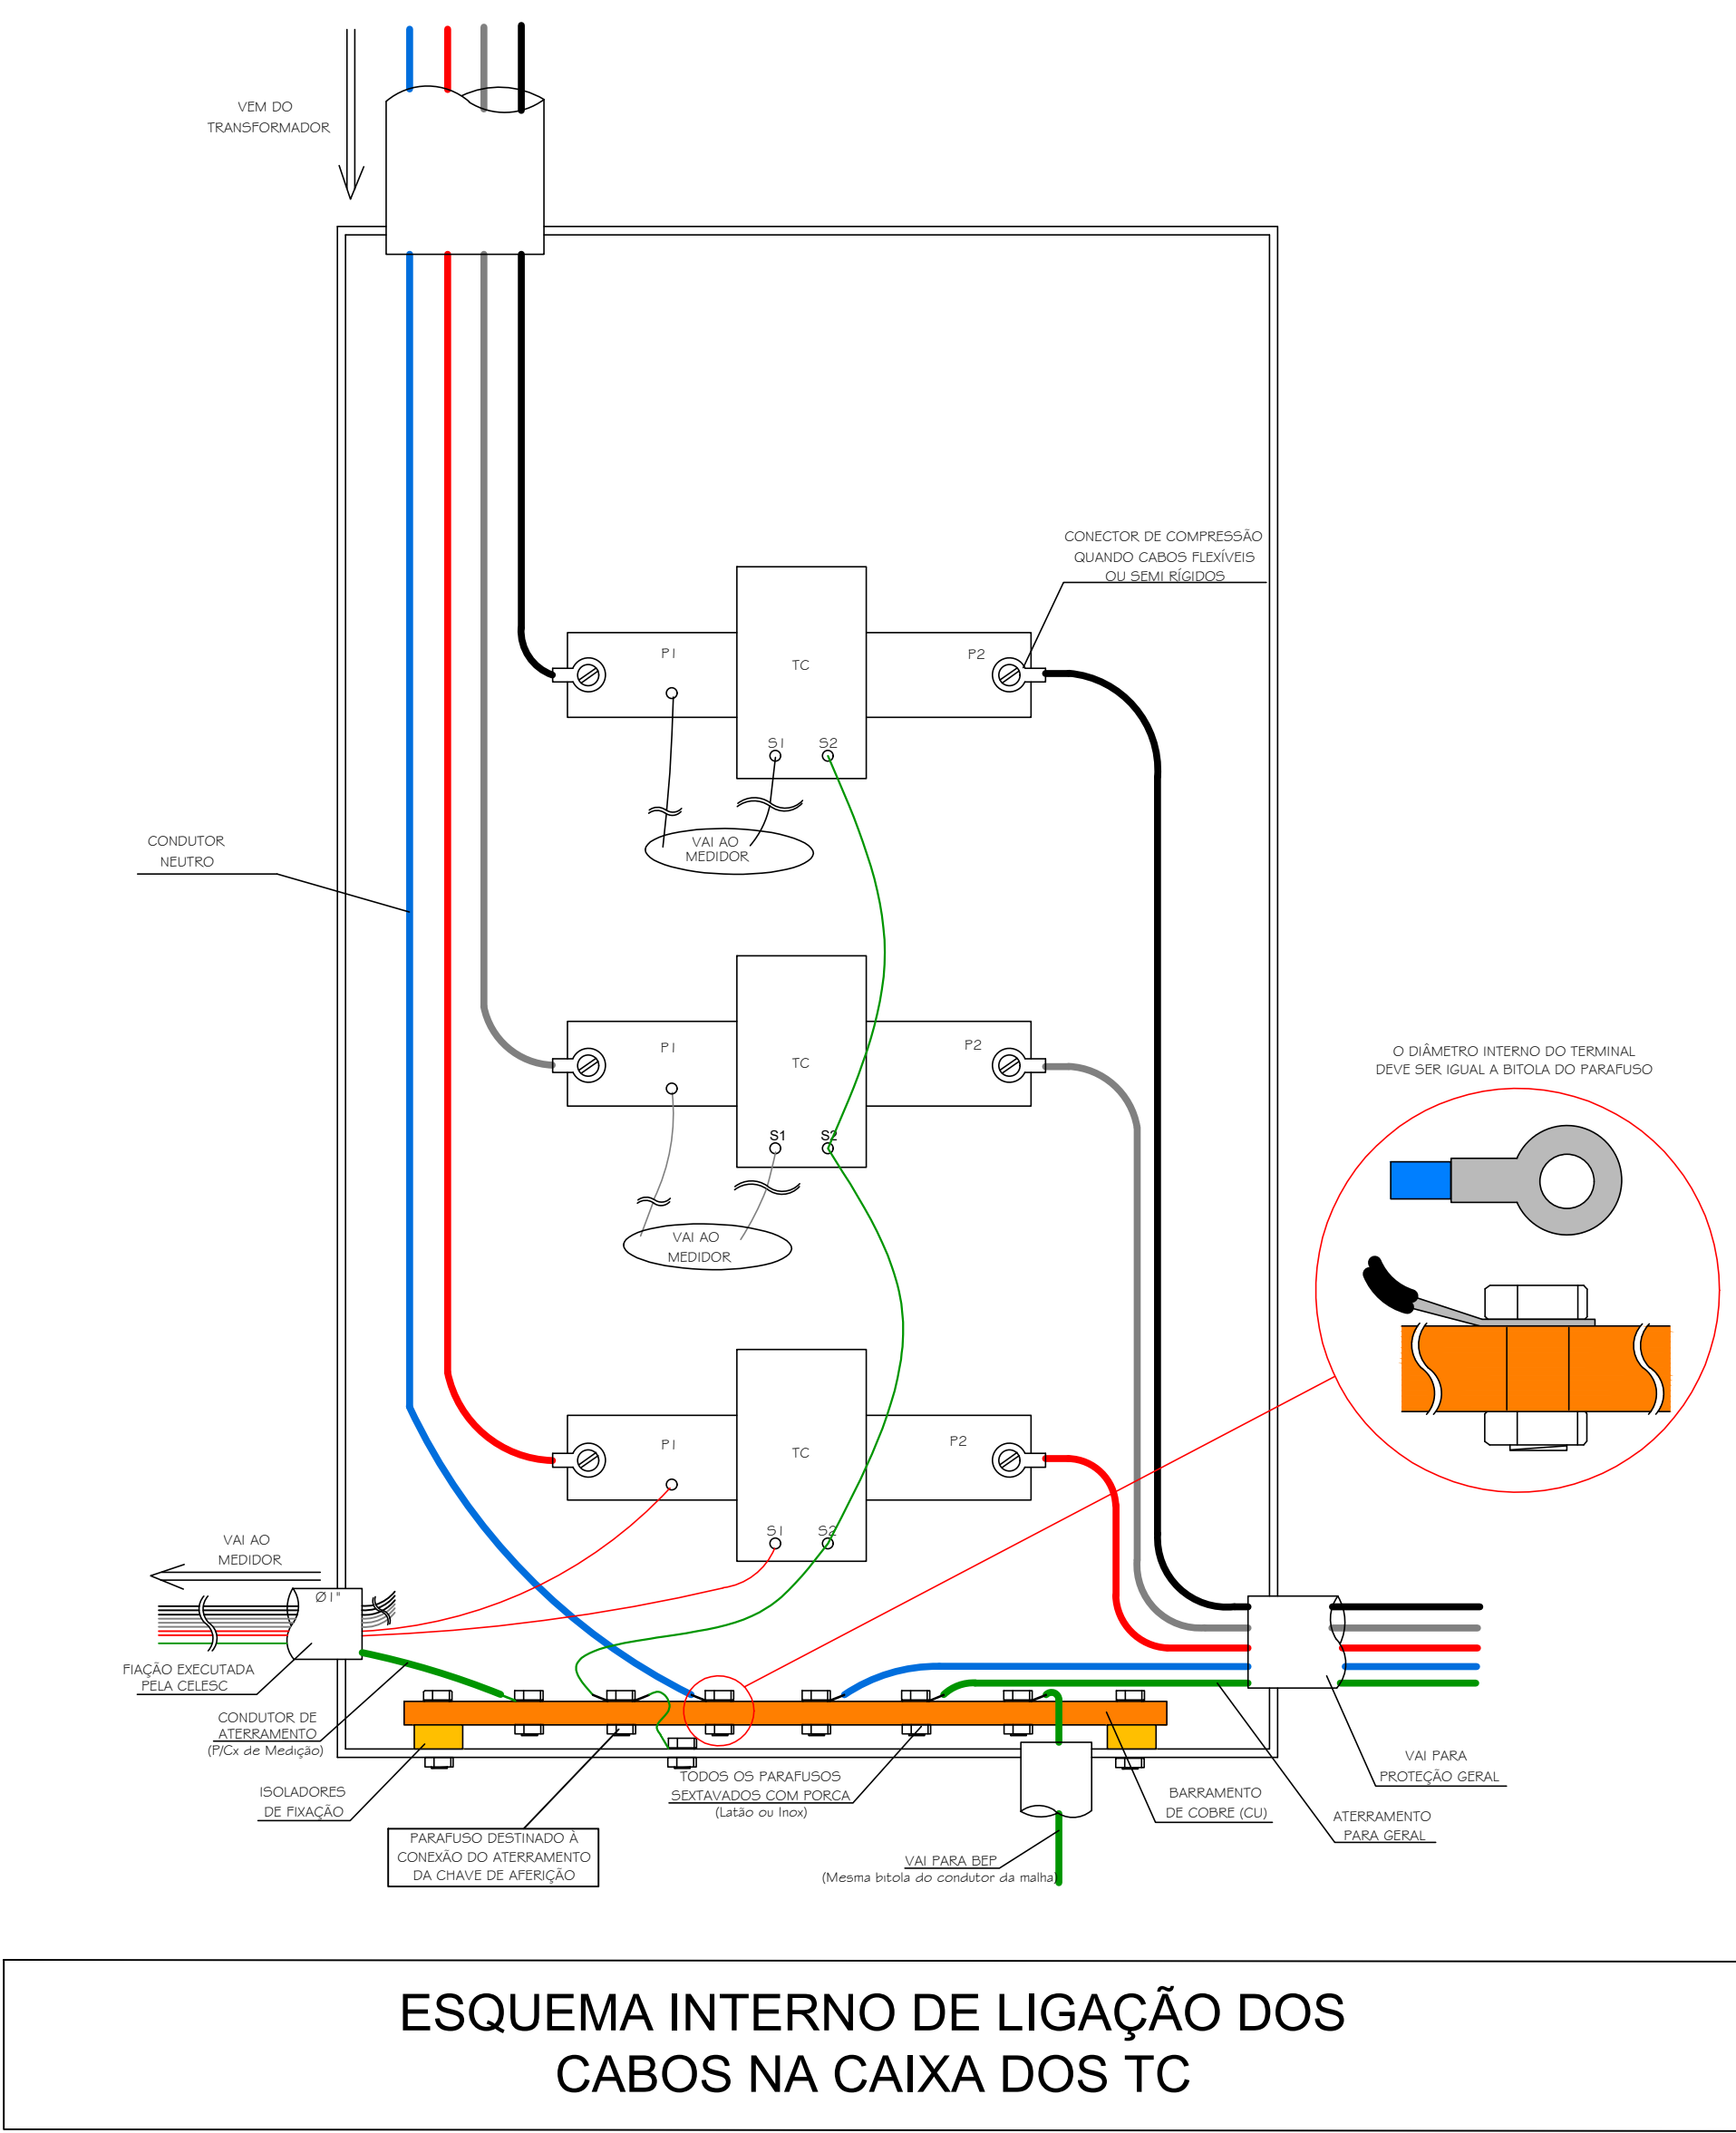 VEM DO
TRANSFORMADOR
CONECTOR DE COMPRESSÃO
QUANDO CABOS FLEXÍVEIS
OU SEMI RÍGIDOS
P1
TC
P2
S1
S2
VAI AO
MEDIDOR
CONDUTOR
NEUTRO
P1
TC
P2
S1
S2
VAI AO
MEDIDOR
O DIÂMETRO INTERNO DO TERMINAL
DEVE SER IGUAL A BITOLA DO PARAFUSO
P1
TC
P2
S1
S2
VAI AO
MEDIDOR
Ø1"
FIAÇÃO EXECUTADA
PELA CELESC
CONDUTOR DE
ATERRAMENTO
(P/Cx de Medição)
ISOLADORES
DE FIXAÇÃO
PARAFUSO DESTINADO À
CONEXÃO DO ATERRAMENTO
DA CHAVE DE AFERIÇÃO
TODOS OS PARAFUSOS
SEXTAVADOS COM PORCA
(Latão ou Inox)
VAI PARA BEP
(Mesma bitola do condutor da malha)
BARRAMENTO
DE COBRE (CU)
ATERRAMENTO
PARA GERAL
VAI PARA
PROTEÇÃO GERAL
ESQUEMA INTERNO DE LIGAÇÃO DOS
CABOS NA CAIXA DOS TC